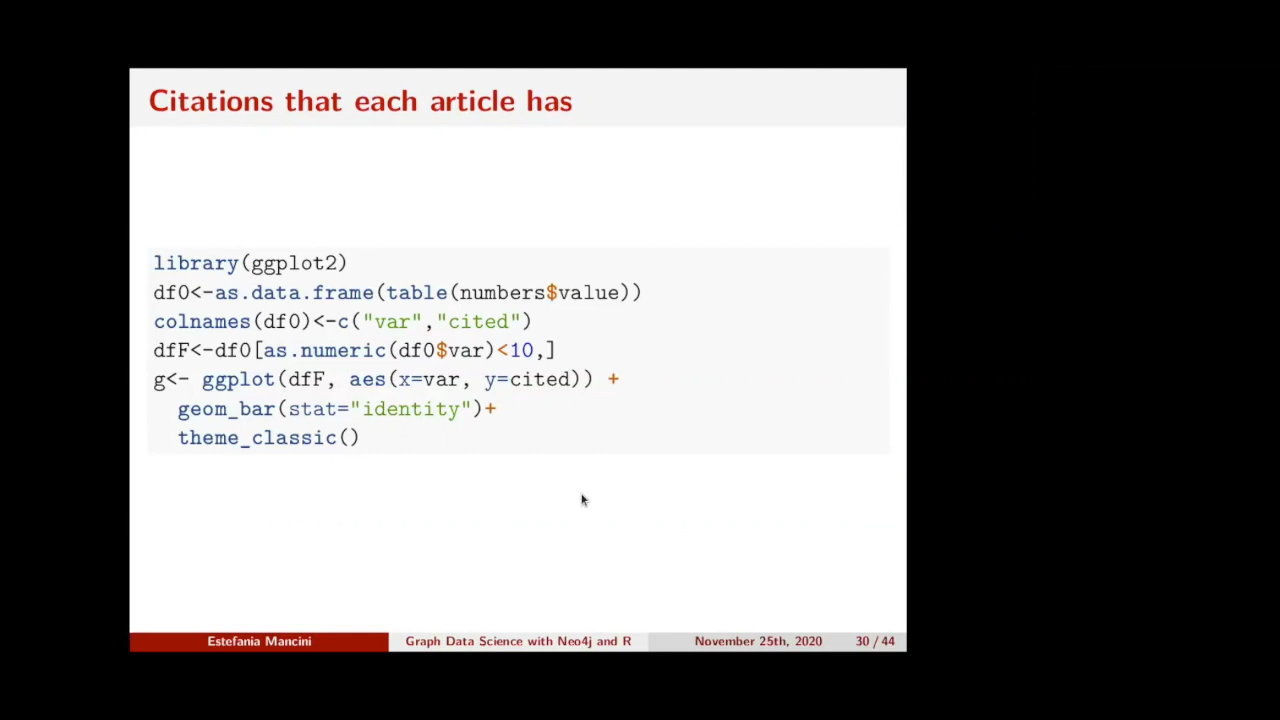 Citations that each article has
library(ggplot2)
df0<-as.data.frame(table(numbers$value))
colnames(df0)<-c("var","cited")
dfF<-df0[as.numeric(df0$var)<10,]
g<- ggplot(dfF, aes(x=var, y=cited)) +
  geom_bar(stat="identity")+
  theme_classic()
Estefania Mancini Graph Data Science with Neo4j and R November 25th, 2020 30 / 44